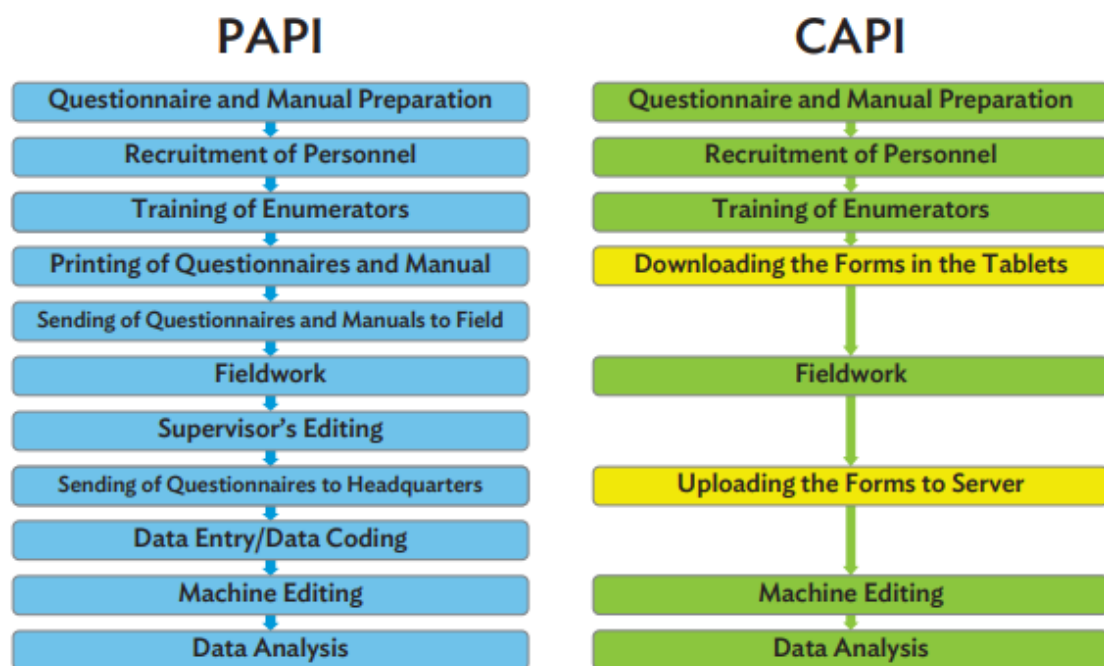 PAPI
Questionnaire and Manual Preparation
Recruitment of Personnel
Training of Enumerators
Printing of Questionnaires and Manual
Sending of Questionnaires and Manuals to Field
Fieldwork
Supervisor's Editing
Sending of Questionnaires to Headquarters
Data Entry/Data Coding
Machine Editing
Data Analysis
CAPI
Questionnaire and Manual Preparation
Recruitment of Personnel
Training of Enumerators
Downloading the Forms in the Tablets
Fieldwork
Uploading the Forms to Server
Machine Editing
Data Analysis